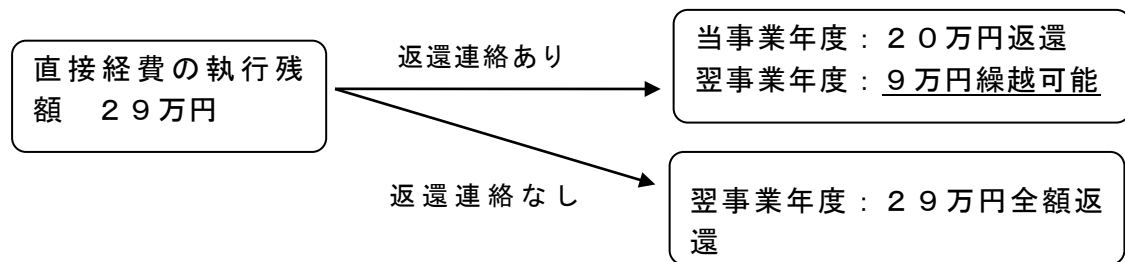 直接経費の執行残
額　２９万円
返還連絡あり
当事業年度：２０万円返還
翌事業年度：９万円繰越可能
返還連絡なし
翌事業年度：２９万円全額返
還